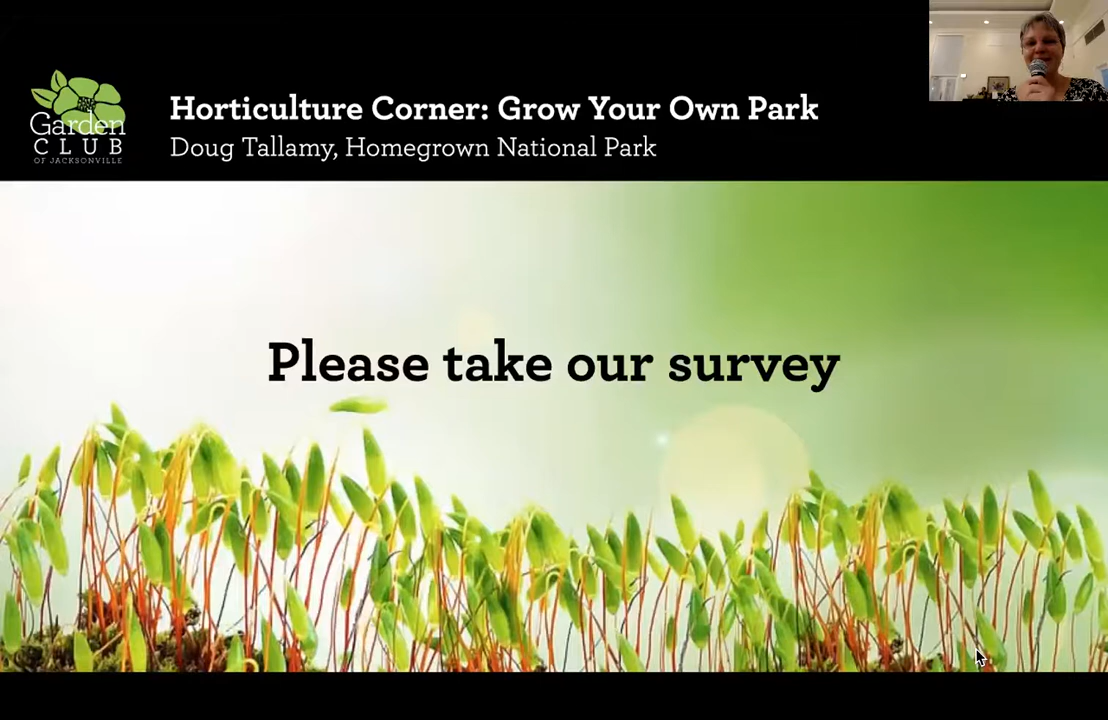 Garden
CLUB
OF JACKSONVILLE
Horticulture Corner: Grow Your Own Park
Doug Tallamy, Homegrown National Park
Please take our survey